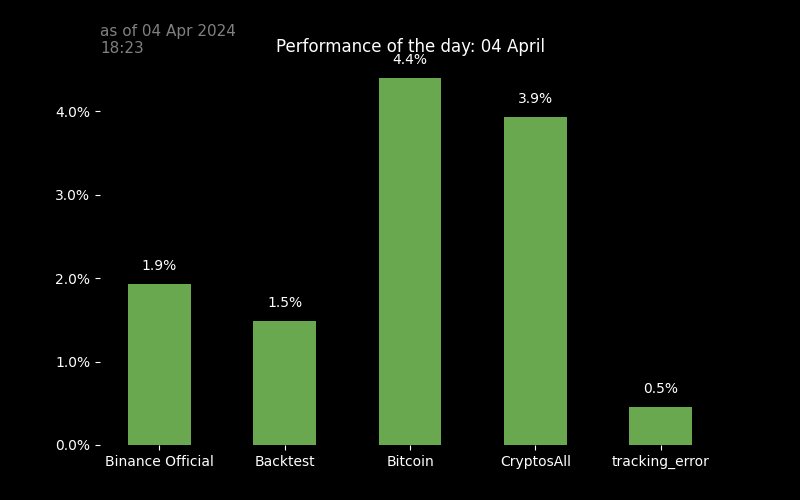 as of 04 Apr 2024
18:23
Performance of the day: 04 April
4.4%
4.0%
3.9%
3.0%
2.0%
1.9%
1.5%
1.0%
0.5%
0.0%
Binance Official
Backtest
Bitcoin
CryptosAll
tracking_error